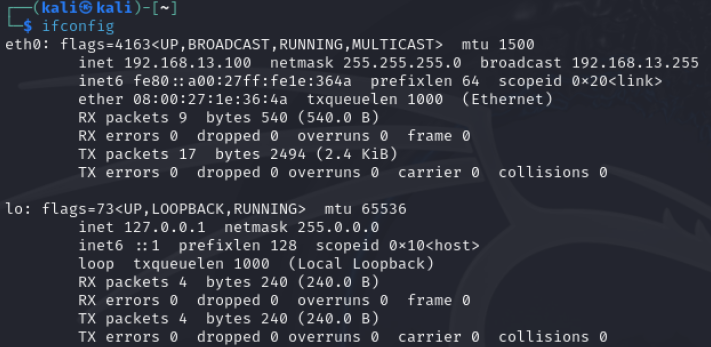 ┌──(kali㉿kali)-[~]
└─$ ifconfig
eth0: flags=4163<UP,BROADCAST,RUNNING,MULTICAST>  mtu 1500
        inet 192.168.13.100  netmask 255.255.255.0  broadcast 192.168.13.255
        inet6 fe80::a00:27ff:fe1e:364a  prefixlen 64  scopeid 0×20<link>
        ether 08:00:27:1e:36:4a  txqueuelen 1000  (Ethernet)
        RX packets 9  bytes 540 (540.0 B)
        RX errors 0  dropped 0  overruns 0  frame 0
        TX packets 17  bytes 2494 (2.4 KiB)
        TX errors 0  dropped 0 overruns 0  carrier 0  collisions 0

lo: flags=73<UP,LOOPBACK,RUNNING>  mtu 65536
        inet 127.0.0.1  netmask 255.0.0.0
        inet6 ::1  prefixlen 128  scopeid 0×10<host>
        loop  txqueuelen 1000  (Local Loopback)
        RX packets 4  bytes 240 (240.0 B)
        RX errors 0  dropped 0  overruns 0  frame 0
        TX packets 4  bytes 240 (240.0 B)
        TX errors 0  dropped 0 overruns 0  carrier 0  collisions 0